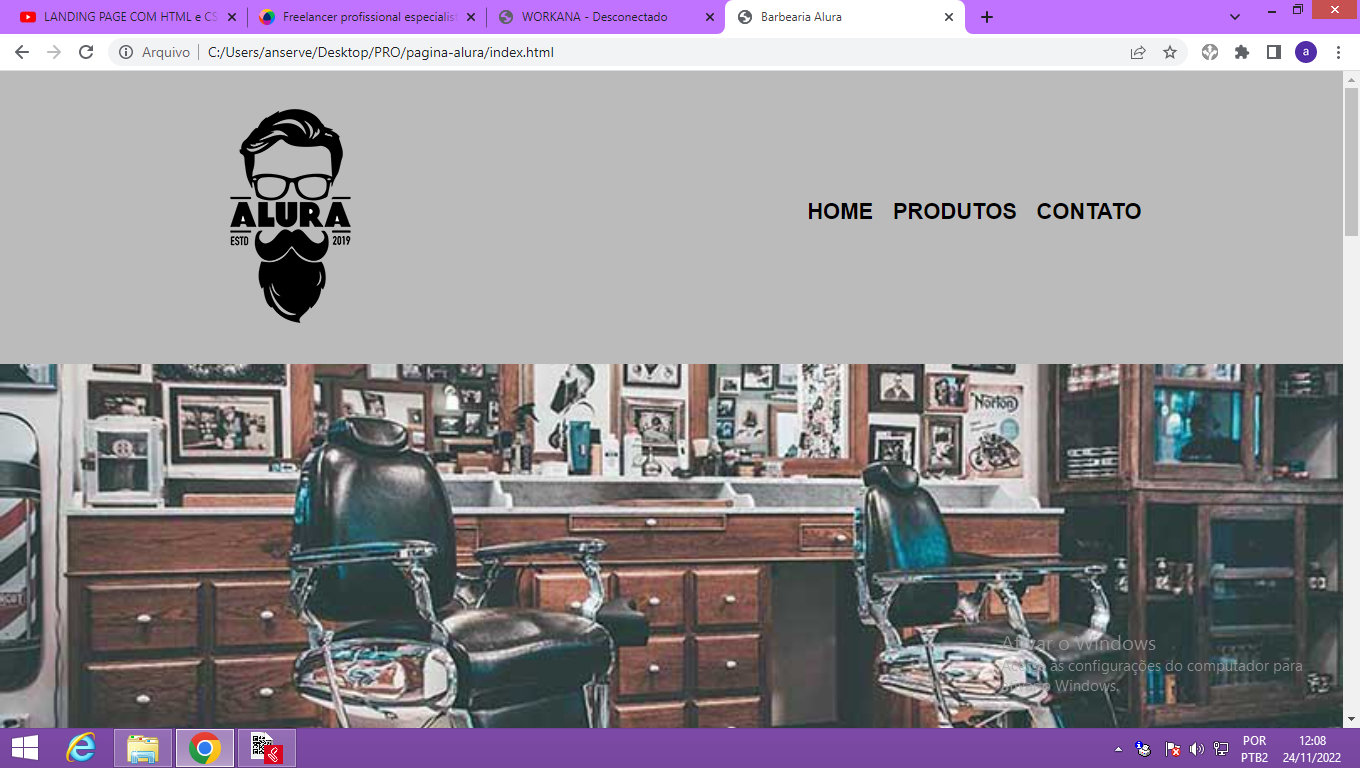 LANDING PAGE COM HTML e CS
Freelancer profissional especialist
WORKANA - Desconectado
Barbearia Alura
Arquivo
C:/Users/anserve/Desktop/PRO/pagina-alura/index.html
a
ALURA
ESTD 2019
HOME PRODUTOS CONTATO
Norton
Ativar o Windows
Acesse as configurações do computador para
ativar o Windows.
POR 12:08
PTB2 24/11/2022